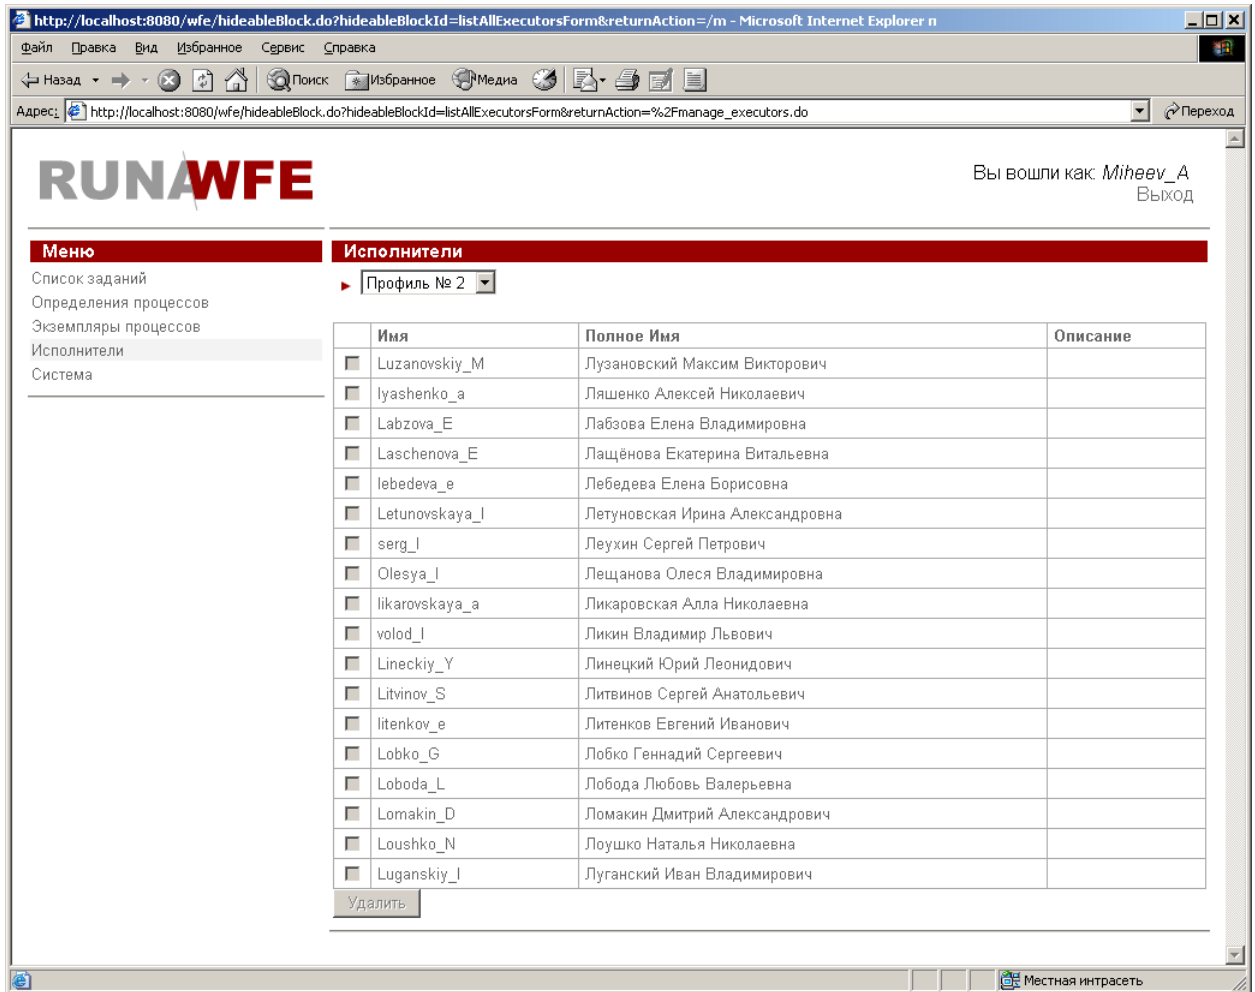 http://localhost:8080/wfe/hideableBlock.do?hideableBlockId=listAllExecutorsForm&returnAction=/m - Microsoft Internet Explorer п
Файл Правка Вид Избранное Сервис Справка
Назад Поиск Избранное Медиа
Адрес: http://localhost:8080/wfe/hideableBlock.do?hideableBlockId=listAllExecutorsForm&returnAction=%2Fmanage_executors.do Переход
RUNAWFE
Вы вошли как: Miheev_A
Выход
Меню
Список заданий
Определения процессов
Экземпляры процессов
Исполнители
Система
Исполнители
Профиль № 2
Имя Полное Имя Описание
Luzanovskiy_M Лузановский Максим Викторович
lyashenko_a Ляшенко Алексей Николаевич
Labzova_E Лабзова Елена Владимировна
Laschenova_E Лащёнова Екатерина Витальевна
lebedeva_e Лебедева Елена Борисовна
Letunovskaya_I Летуновская Ирина Александровна
serg_l Леухин Сергей Петрович
Olesya_l Лещанова Олеся Владимировна
likarovskaya_a Ликаровская Алла Николаевна
volod_l Ликин Владимир Львович
Lineckiy_Y Линецкий Юрий Леонидович
Litvinov_S Литвинов Сергей Анатольевич
litenkov_e Литенков Евгений Иванович
Lobko_G Лобко Геннадий Сергеевич
Loboda_L Лобода Любовь Валерьевна
Lomakin_D Ломакин Дмитрий Александрович
Loushko_N Лоушко Наталья Николаевна
Luganskiy_I Луганский Иван Владимирович
Удалить
Местная интрасеть